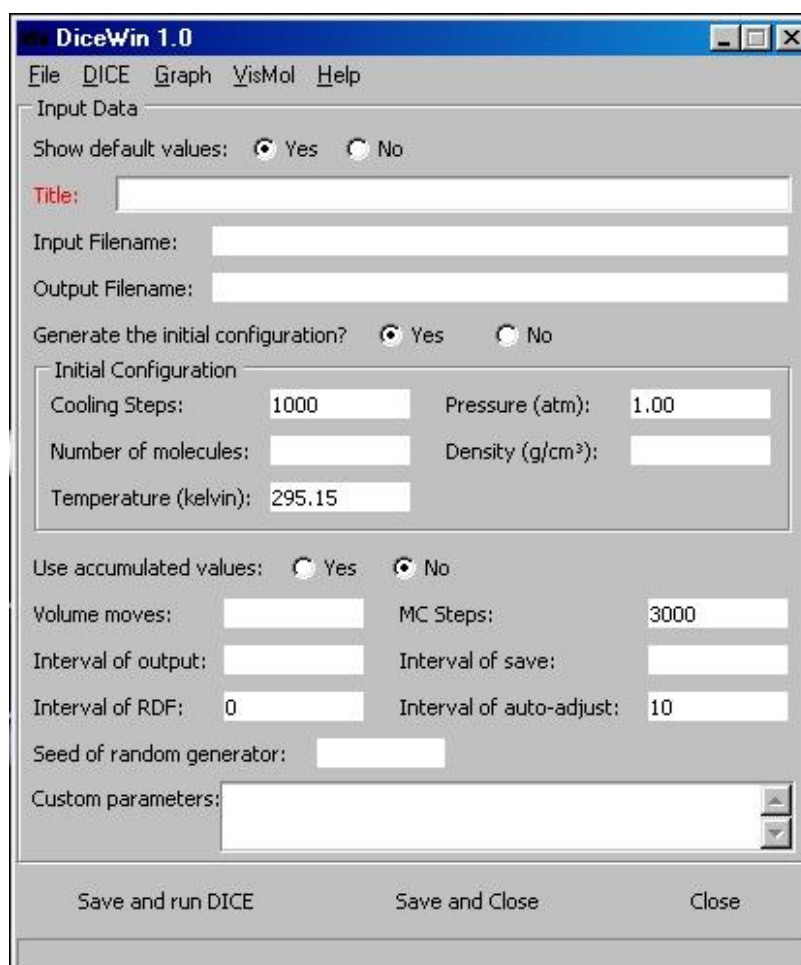 DiceWin 1.0
File DICE Graph VisMol Help
Input Data
Show default values: Yes No
Title:
Input Filename:
Output Filename:
Generate the initial configuration? Yes No
Initial Configuration
Cooling Steps: 1000 Pressure (atm): 1.00
Number of molecules: Density (g/cm³):
Temperature (kelvin): 295.15
Use accumulated values: Yes No
Volume moves: MC Steps: 3000
Interval of output: Interval of save:
Interval of RDF: 0 Interval of auto-adjust: 10
Seed of random generator:
Custom parameters:
Save and run DICE Save and Close Close